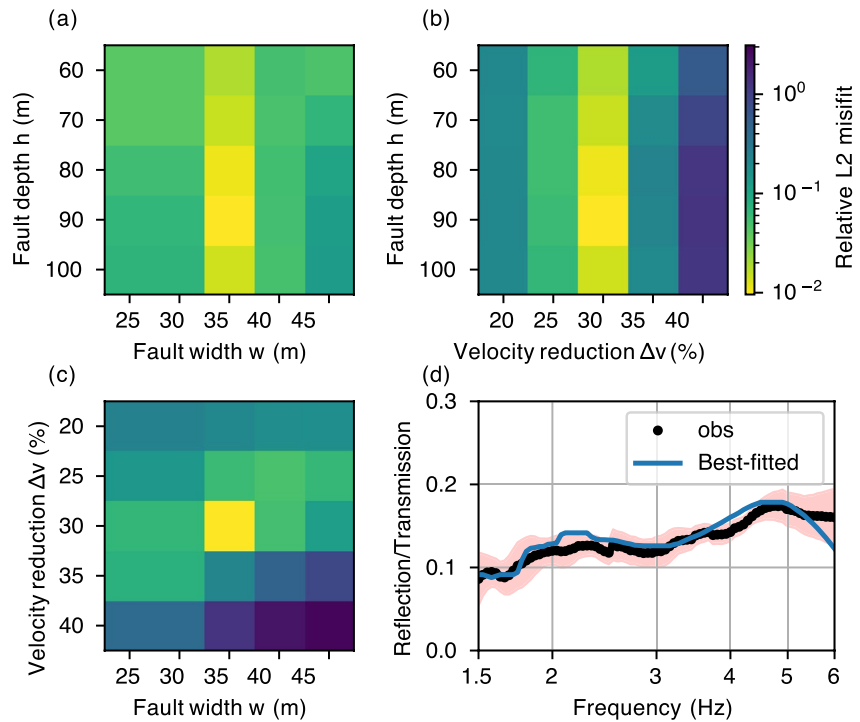 (a)
Fault depth h (m)
60
70
80
90
100
25 30 35 40 45
Fault width w (m)
(b)
Fault depth h (m)
60
70
80
90
100
20 25 30 35 40
Velocity reduction Δv (%)
10^0
10^−1
10^−2
Relative L2 misifit
(c)
Velocity reduction Δv (%)
20
25
30
35
40
25 30 35 40 45
Fault width w (m)
(d)
Reflection/Transmission
0.3
0.2
0.1
0.0
obs
Best-fitted
1.5 2 3 4 5 6
Frequency (Hz)